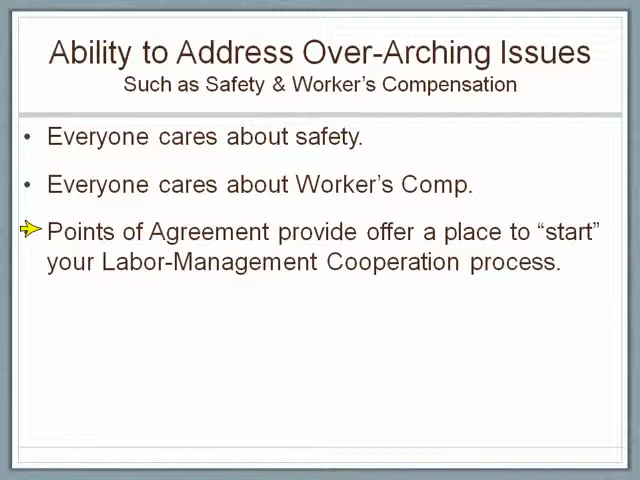 Ability to Address Over-Arching Issues
Such as Safety & Worker’s Compensation
• Everyone cares about safety.
• Everyone cares about Worker’s Comp.
Points of Agreement provide offer a place to “start”
your Labor-Management Cooperation process.